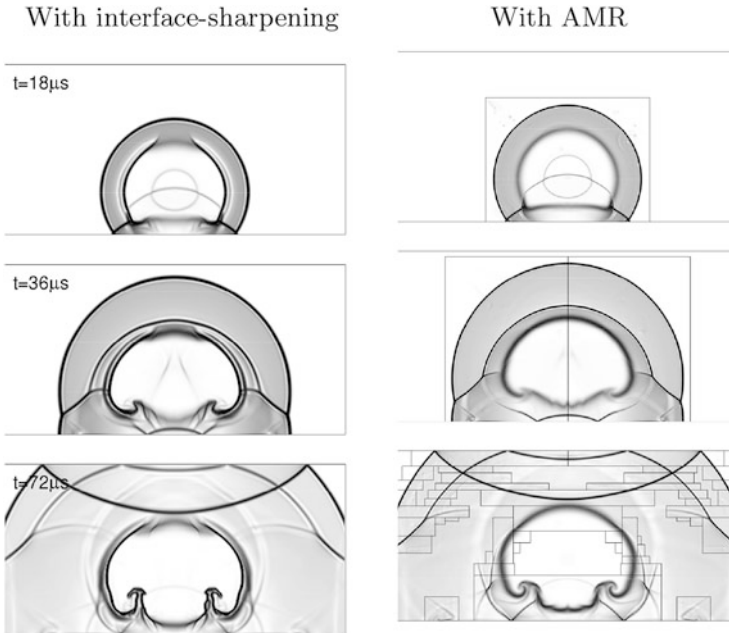 With interface-sharpening
With AMR
t=18μs
t=36μs
t=72μs